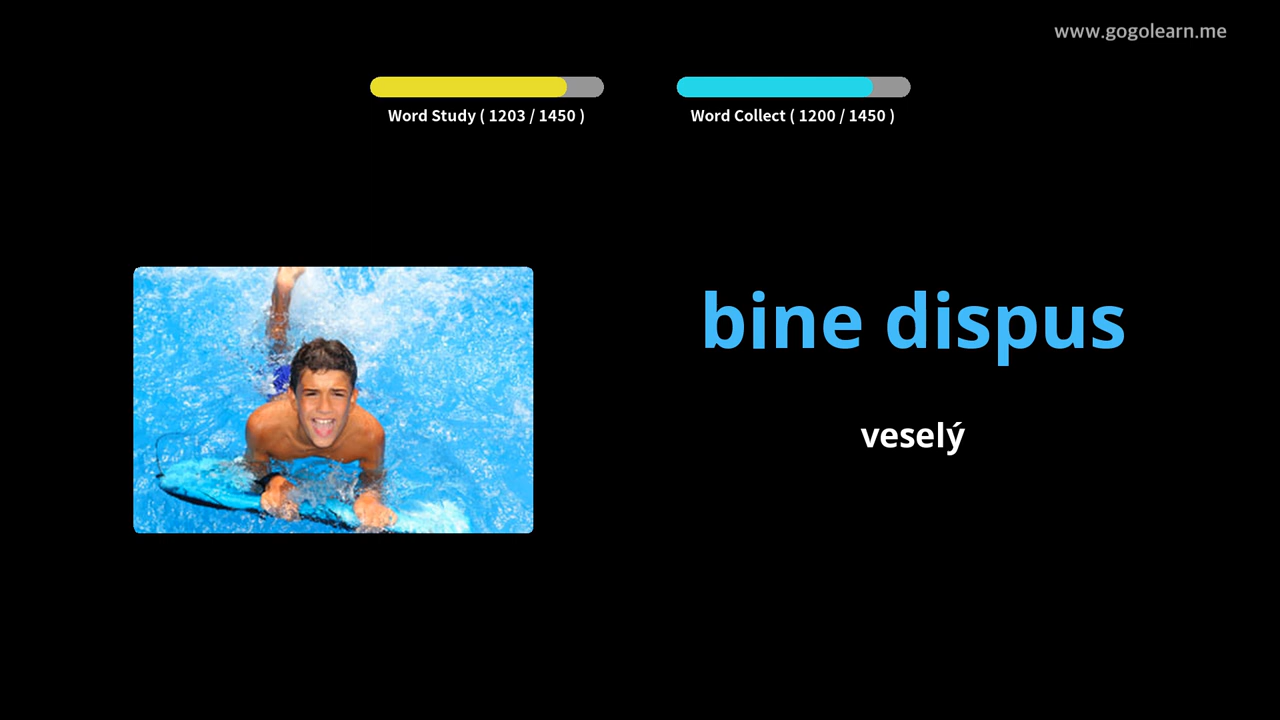 www.gogolearn.me
Word Study ( 1203 / 1450 )
Word Collect ( 1200 / 1450 )
bine dispus
veselý